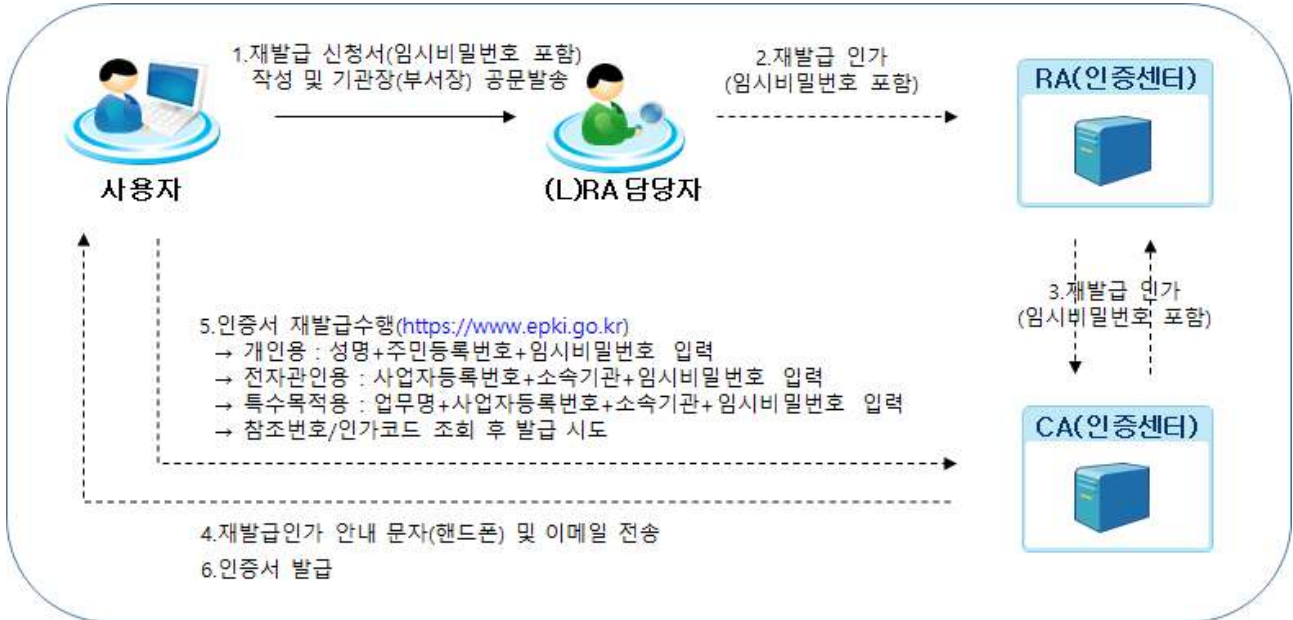 1.재발급 신청서(임시비밀번호 포함)
작성 및 기관장(부서장) 공문발송
2.재발급 인가
(임시비밀번호 포함)
RA(인증센터)
사용자
(L)RA 담당자
3.재발급 인가
(임시비밀번호 포함)
5.인증서 재발급수행(https://www.epki.go.kr)
→ 개인용 : 성명+주민등록번호+임시비밀번호 입력
→ 전자관인용 : 사업자등록번호+소속기관+임시비밀번호 입력
→ 특수목적용 : 업무명+사업자등록번호+소속기관+임시비밀번호 입력
→ 참조번호/인가코드 조회 후 발급 시도
CA(인증센터)
4.재발급인가 안내 문자(핸드폰) 및 이메일 전송
6.인증서 발급